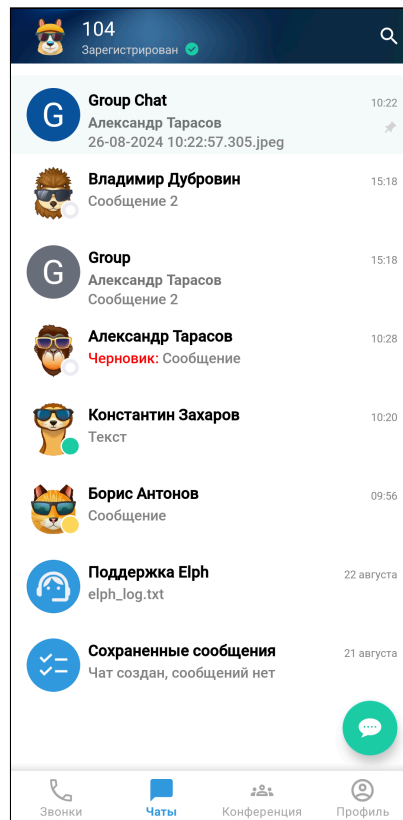 104
Зарегистрирован
G
Group Chat
10:22
Александр Тарасов
26-08-2024 10:22:57.305.jpeg
Владимир Дубровин
15:18
Сообщение 2
G
Group
15:18
Александр Тарасов
Сообщение 2
Александр Тарасов
10:28
Черновик: Сообщение
Константин Захаров
10:20
Текст
Борис Антонов
09:56
Сообщение
Поддержка Elph
22 августа
elph_log.txt
Сохраненные сообщения
21 августа
Чат создан, сообщений нет
Звонки
Чаты
Конференция
Профиль